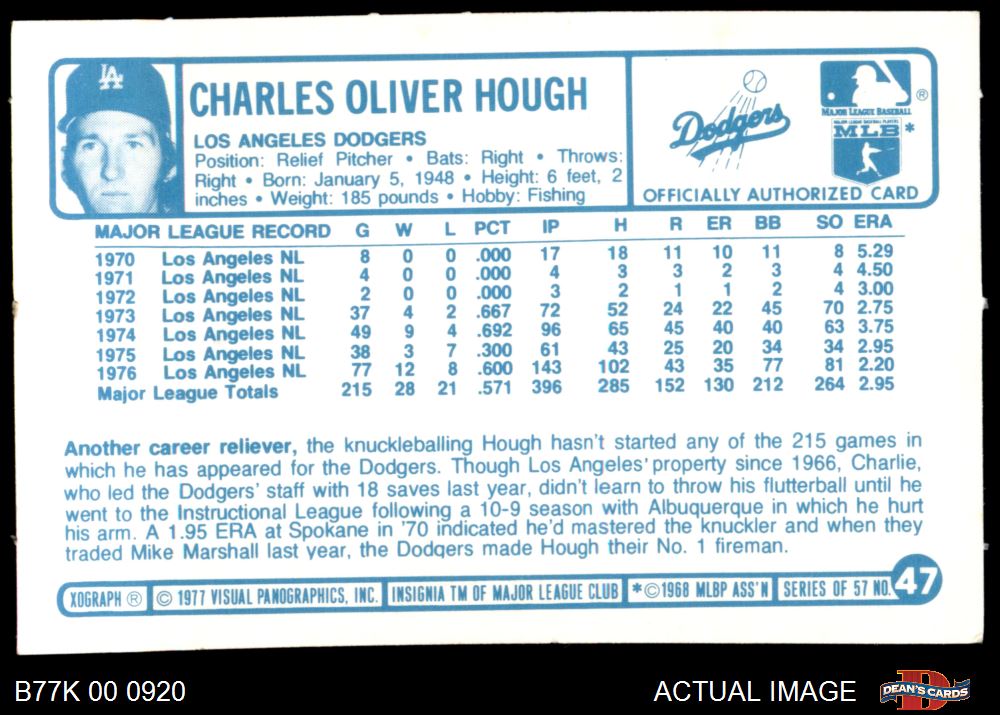 LA
CHARLES OLIVER HOUGH
LOS ANGELES DODGERS
Position: Relief Pitcher • Bats: Right • Throws:
Right • Born: January 5, 1948 • Height: 6 feet, 2
inches • Weight: 185 pounds • Hobby: Fishing
Dodgers
®
MAJOR LEAGUE BASEBALL
MAJOR LEAGUE BASEBALL PLAYERS
MLB *
OFFICIALLY AUTHORIZED CARD
MAJOR LEAGUE RECORD G W L PCT IP H R ER BB SO ERA
1970 Los Angeles NL 8 0 0 .000 17 18 11 10 11 8 5.29
1971 Los Angeles NL 4 0 0 .000 4 3 3 2 3 4 4.50
1972 Los Angeles NL 2 0 0 .000 3 2 1 1 2 4 3.00
1973 Los Angeles NL 37 4 2 .667 72 52 24 22 45 70 2.75
1974 Los Angeles NL 49 9 4 .692 96 65 45 40 40 63 3.75
1975 Los Angeles NL 38 3 7 .300 61 43 25 20 34 34 2.95
1976 Los Angeles NL 77 12 8 .600 143 102 43 35 77 81 2.20
Major League Totals 215 28 21 .571 396 285 152 130 212 264 2.95
Another career reliever, the knuckleballing Hough hasn't started any of the 215 games in
which he has appeared for the Dodgers. Though Los Angeles' property since 1966, Charlie,
who led the Dodgers' staff with 18 saves last year, didn't learn to throw his flutterball until he
went to the Instructional League following a 10-9 season with Albuquerque in which he hurt
his arm. A 1.95 ERA at Spokane in '70 indicated he'd mastered the knuckler and when they
traded Mike Marshall last year, the Dodgers made Hough their No. 1 fireman.
XOGRAPH ® © 1977 VISUAL PANOGRAPHICS, INC. INSIGNIA TM OF MAJOR LEAGUE CLUB *©1968 MLBP ASS'N SERIES OF 57 NO. 47
B77K 00 0920 ACTUAL IMAGE DEAN'S CARDS